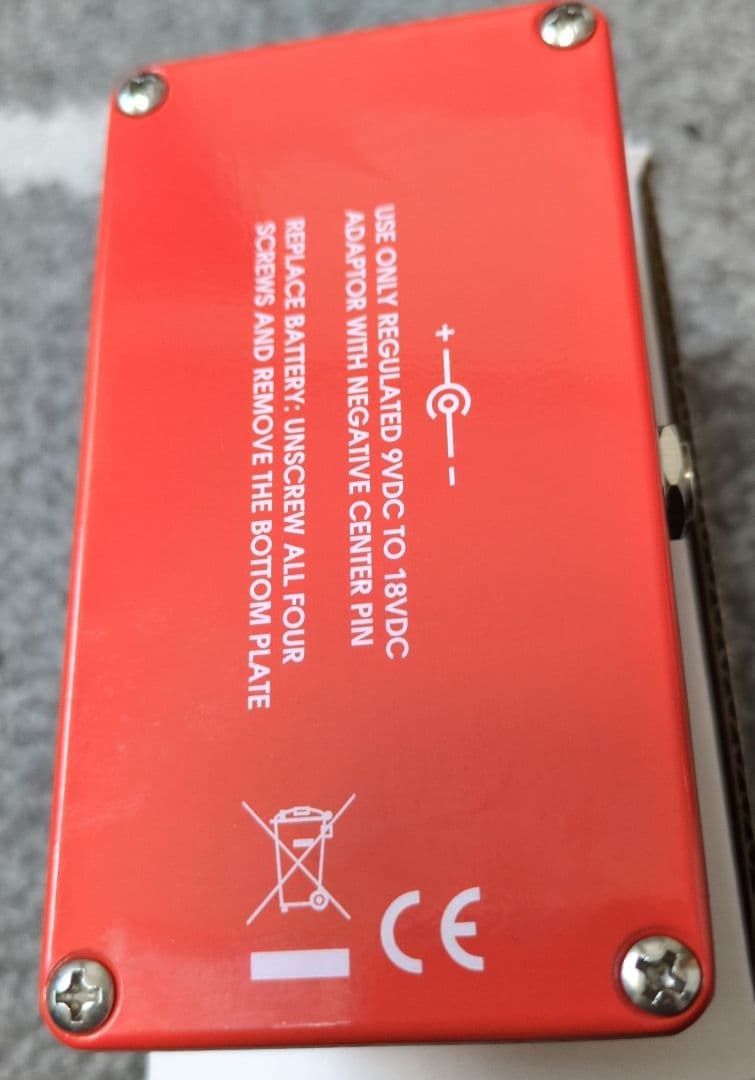 + -
USE ONLY REGULATED 9VDC TO 18VDC
ADAPTOR WITH NEGATIVE CENTER PIN
REPLACE BATTERY: UNSCREW ALL FOUR
SCREWS AND REMOVE THE BOTTOM PLATE
CE